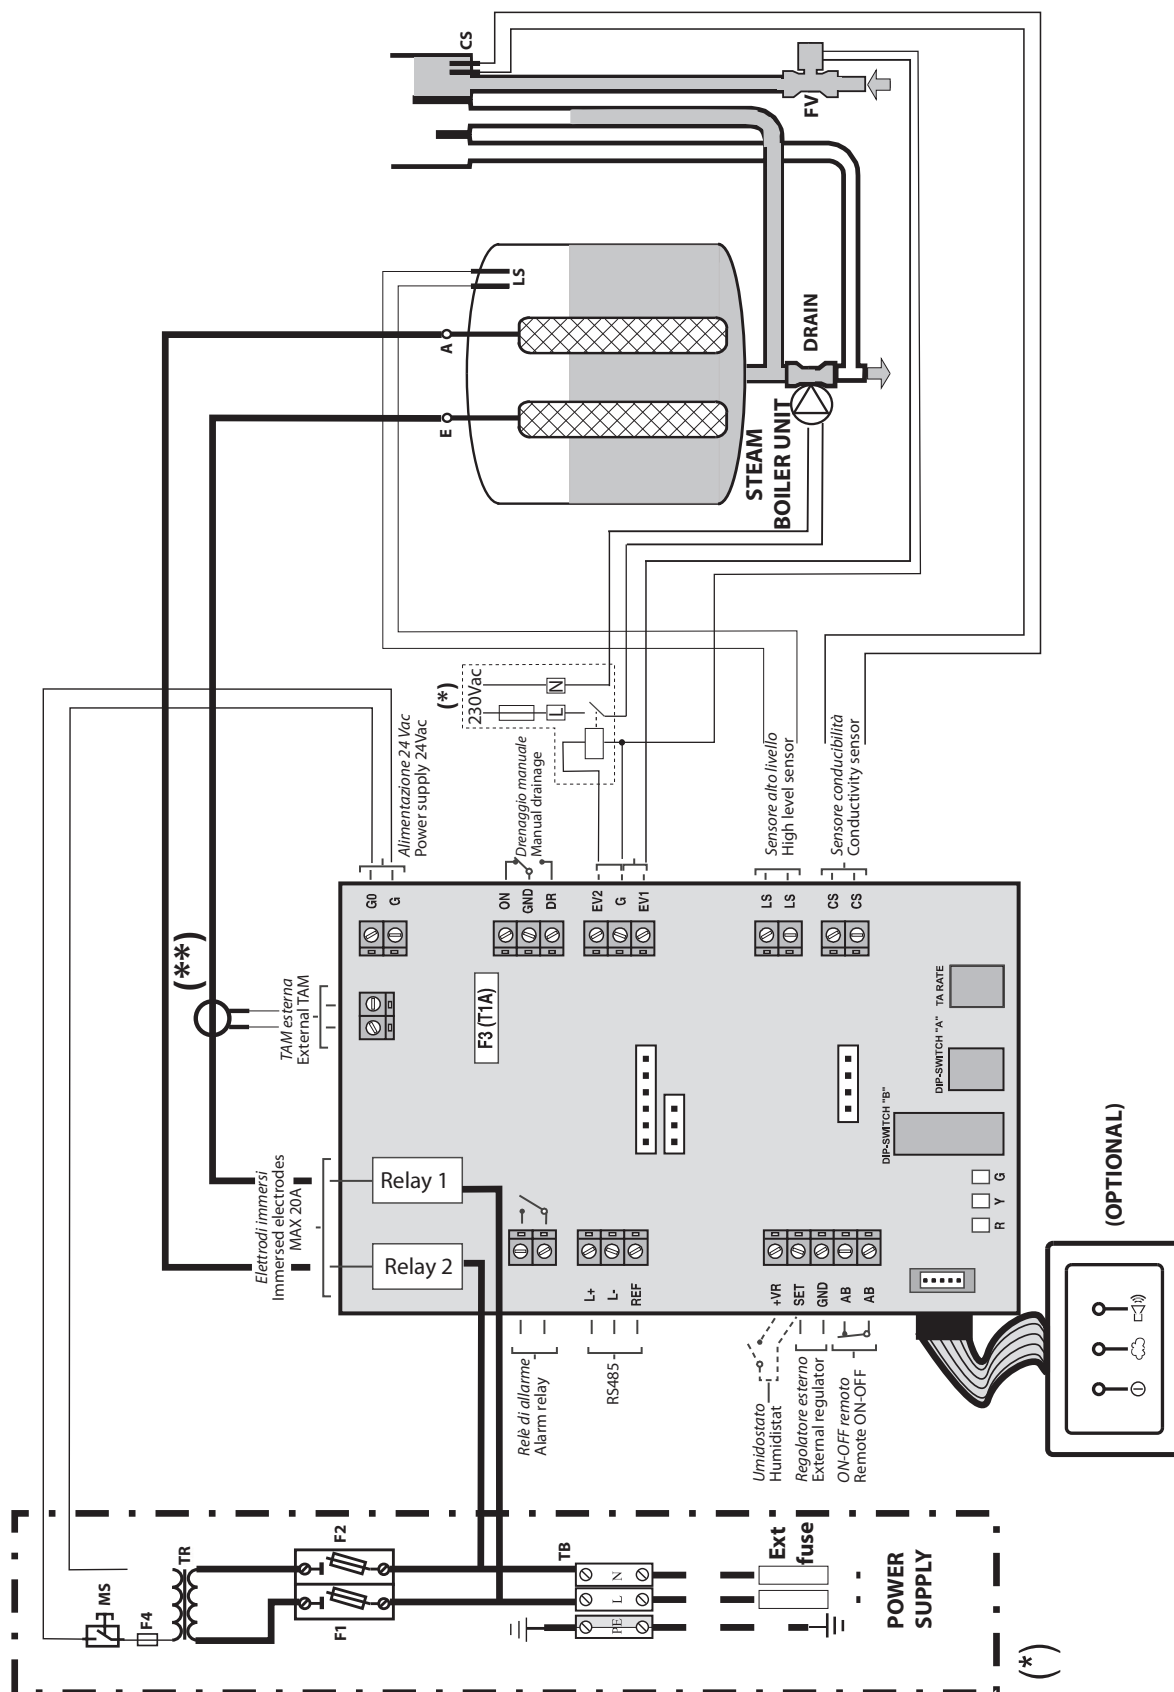 CS
FV
LS
A
E
DRAIN
STEAM
BOILER UNIT
(*)
230Vac
N
L
Alimentazione 24 Vac
Power supply 24Vac
Drenaggio manuale
Manual drainage
Sensore alto livello
High level sensor
Sensore conducibilità
Conductivity sensor
(**)
TAM esterna
External TAM
G0
G
ON
GND
DR
EV2
G
EV1
LS
LS
CS
CS
F3 (T1A)
TA RATE
DIP-SWITCH "A"
DIP-SWITCH "B"
Elettrodi immersi
Immersed electrodes
MAX 20A
Relay 1
Relay 2
L+
L-
REF
+VR
SET
GND
AB
AB
R
Y
G
Relè di allarme
Alarm relay
RS485
Umidostato
Humidistat
Regolatore esterno
External regulator
ON-OFF remoto
Remote ON-OFF
(OPTIONAL)
MS
F4
TR
F2
F1
TB
N
L
PE
Ext
fuse
POWER
SUPPLY
(*)